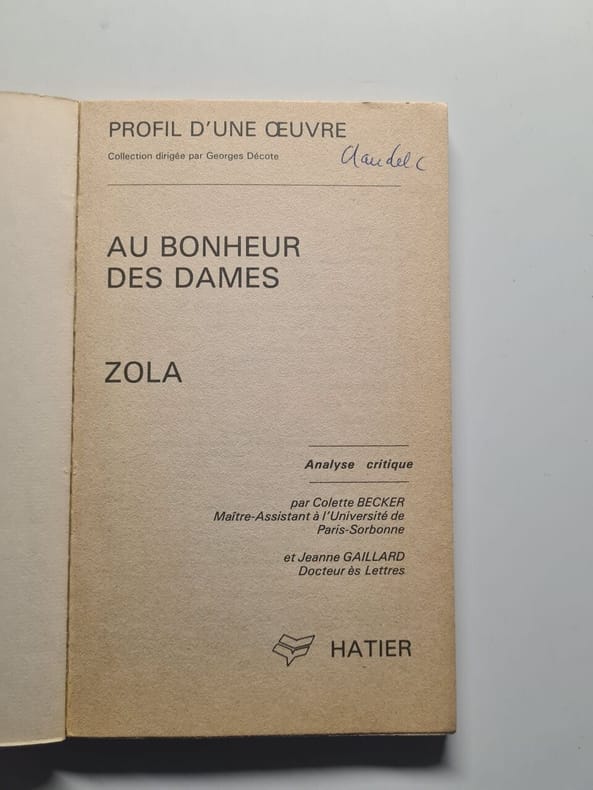 PROFIL D'UNE ŒUVRE
Collection dirigée par Georges Décote
AU BONHEUR
DES DAMES
ZOLA
Analyse critique
par Colette BECKER
Maître-Assistant à l'Université de
Paris-Sorbonne
et Jeanne GAILLARD
Docteur ès Lettres
HATIER